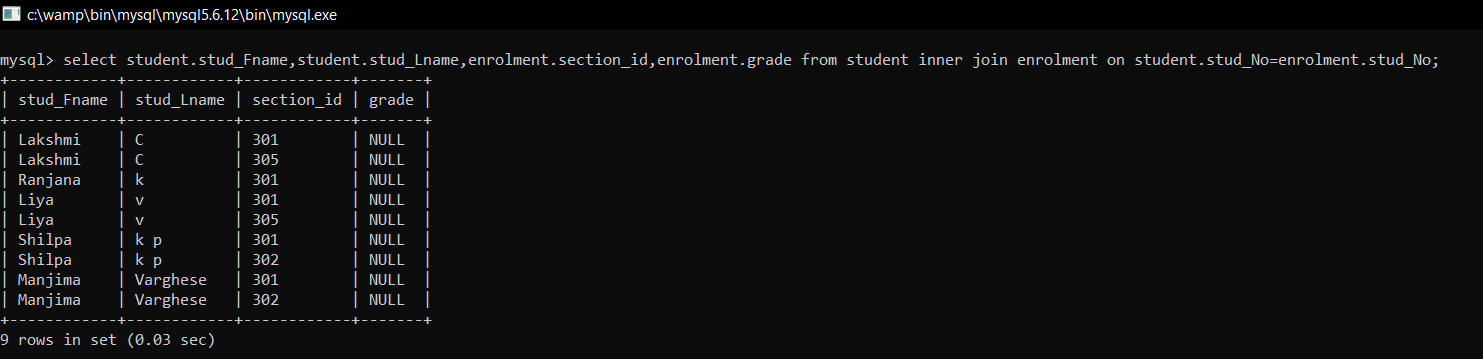 c:\wamp\bin\mysql\mysql5.6.12\bin\mysql.exe
mysql> select student.stud_Fname,student.stud_Lname,enrolment.section_id,enrolment.grade from student inner join enrolment on student.stud_No=enrolment.stud_No;
+------------+------------+------------+-------+
| stud_Fname | stud_Lname | section_id | grade |
+------------+------------+------------+-------+
| Lakshmi    | C          | 301        | NULL  |
| Lakshmi    | C          | 305        | NULL  |
| Ranjana    | k          | 301        | NULL  |
| Liya       | v          | 301        | NULL  |
| Liya       | v          | 305        | NULL  |
| Shilpa     | k p        | 301        | NULL  |
| Shilpa     | k p        | 302        | NULL  |
| Manjima    | Varghese   | 301        | NULL  |
| Manjima    | Varghese   | 302        | NULL  |
+------------+------------+------------+-------+
9 rows in set (0.03 sec)